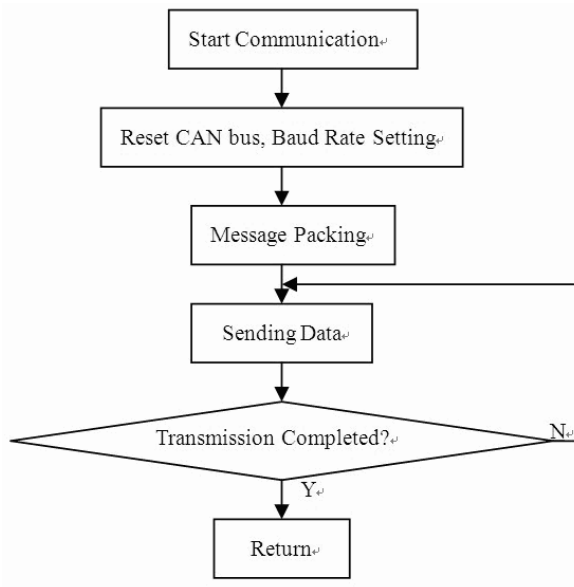 Start Communication
Reset CAN bus, Baud Rate Setting
Message Packing
Sending Data
Transmission Completed?
N
Y
Return